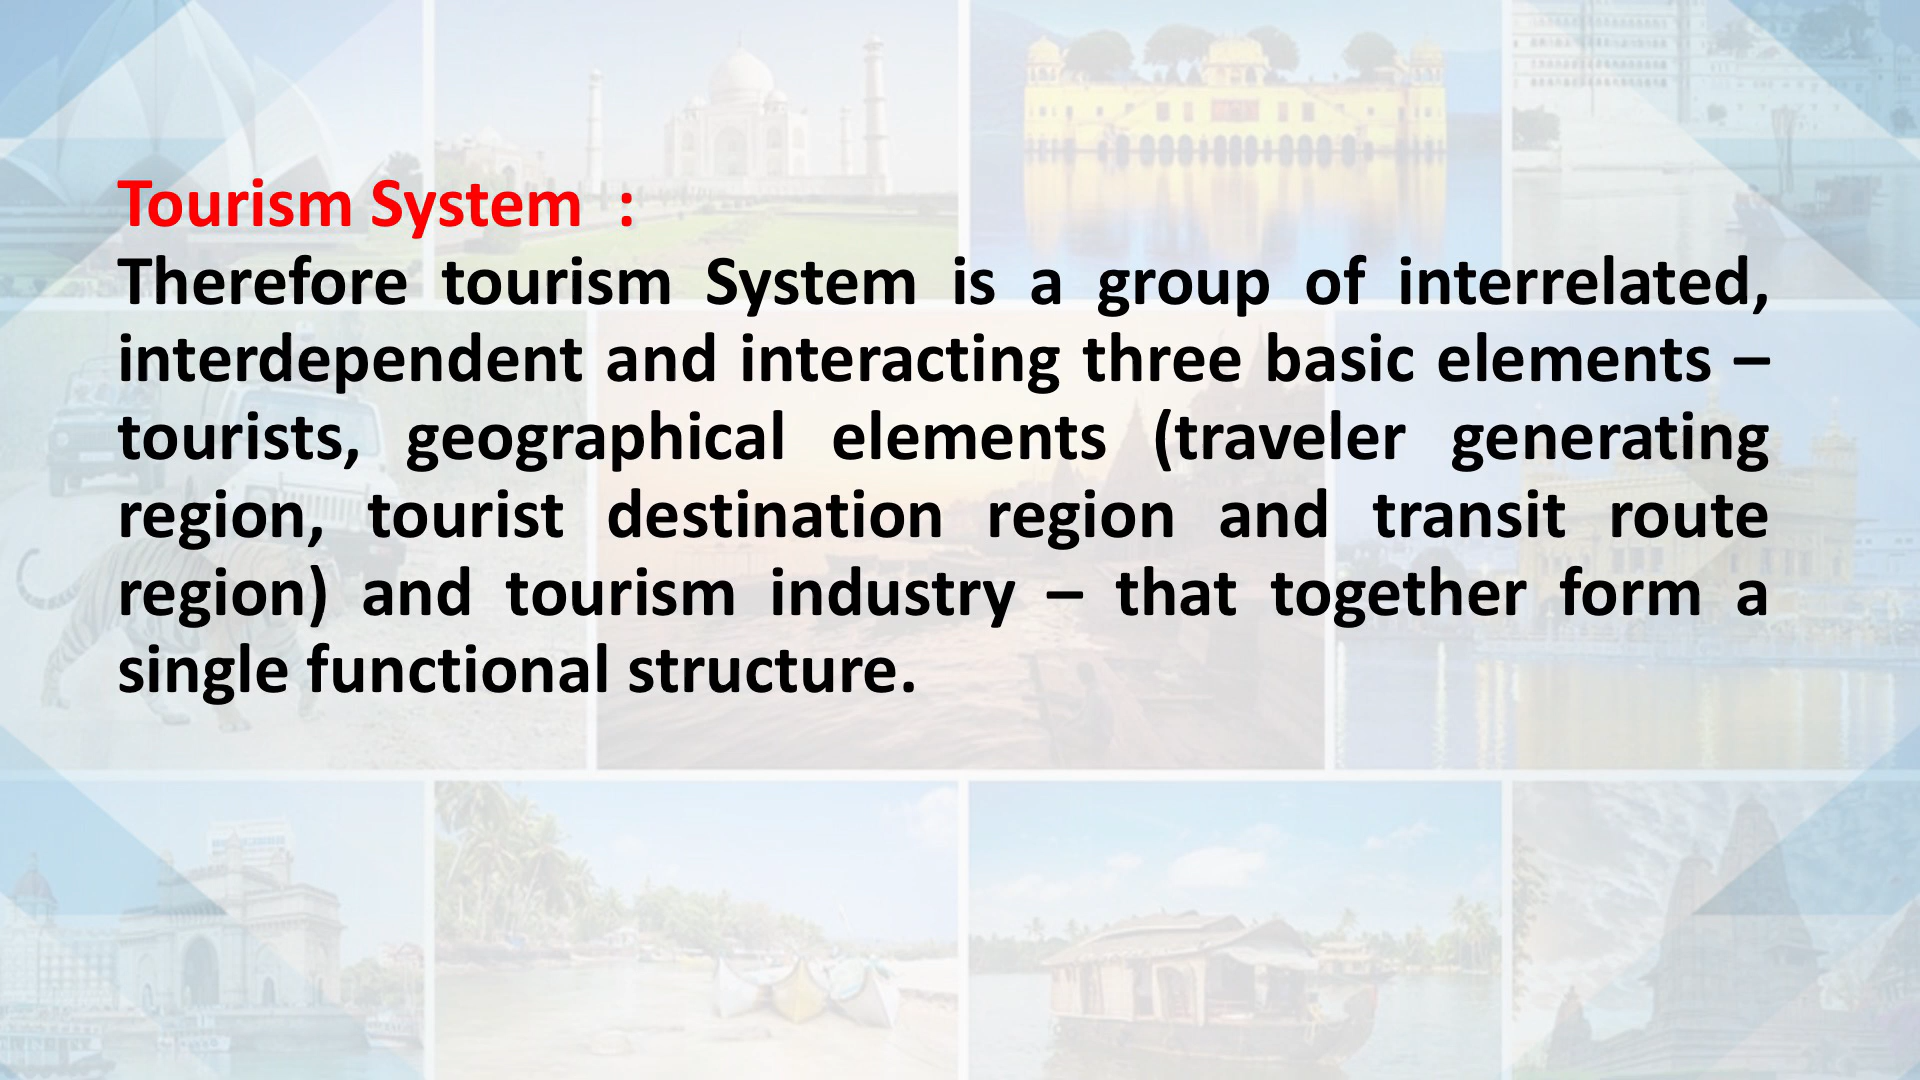 Tourism System :
Therefore tourism System is a group of interrelated,
interdependent and interacting three basic elements –
tourists, geographical elements (traveler generating
region, tourist destination region and transit route
region) and tourism industry – that together form a
single functional structure.